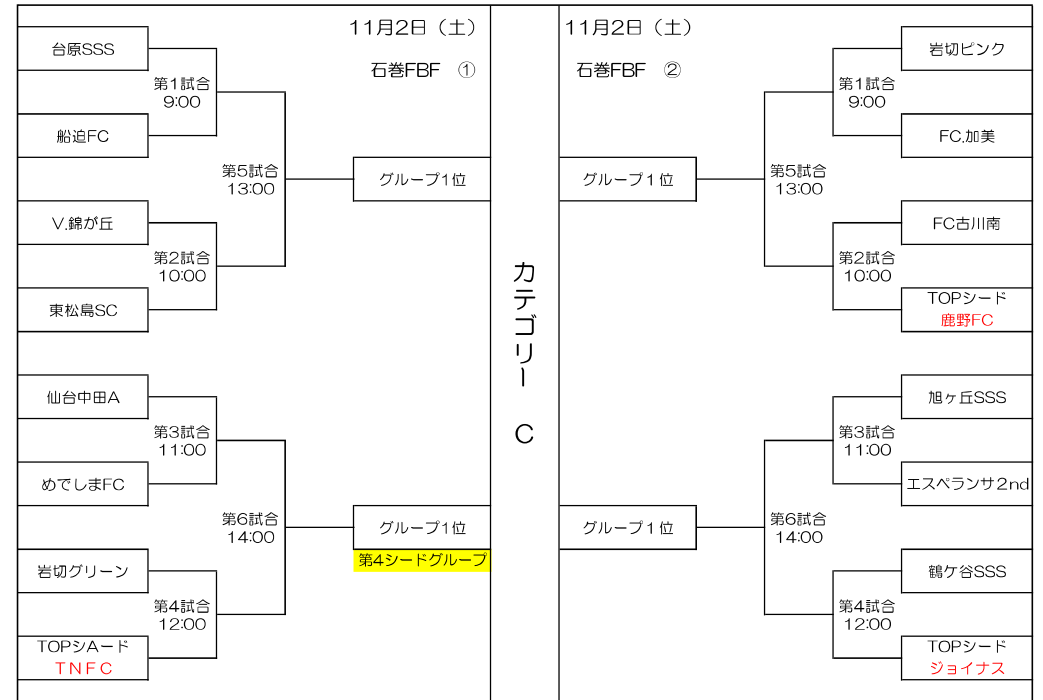 11月2日（土）
石巻FBF　①
台原SSS
第1試合
9:00
船迫FC
第5試合
13:00
グループ1位
V.錦が丘
第2試合
10:00
東松島SC
仙台中田A
第3試合
11:00
めでしまFC
第6試合
14:00
グループ1位
第4シードグループ
岩切グリーン
第4試合
12:00
TOPシAード
TNFC
カテゴリー　C
11月2日（土）
石巻FBF　②
岩切ピンク
第1試合
9:00
FC.加美
グループ1位
第5試合
13:00
FC古川南
第2試合
10:00
TOPシード
鹿野FC
旭ヶ丘SSS
第3試合
11:00
エスペランサ2nd
グループ1位
第6試合
14:00
鶴ケ谷SSS
第4試合
12:00
TOPシード
ジョイナス